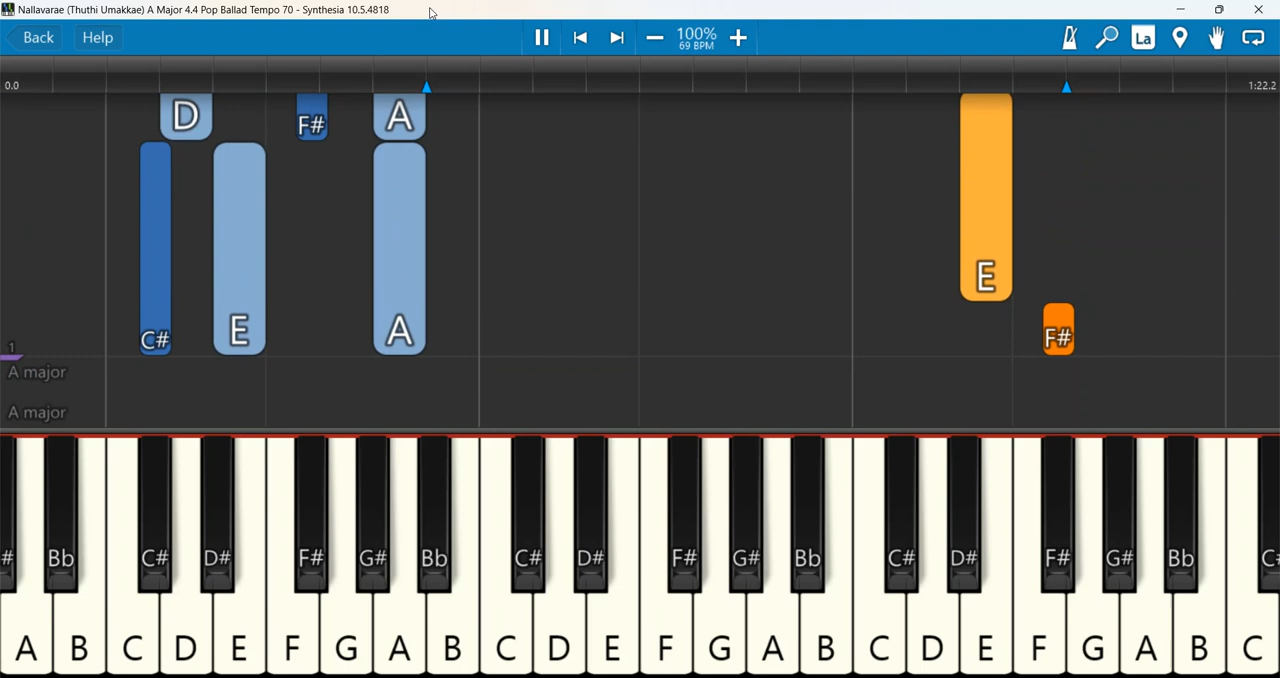 Nallavarae (Thuthi Umakkae) A Major 4.4 Pop Ballad Tempo 70 - Synthesia 10.5.4818
Back Help 100% La
69 BPM
0.0 1:22.2
D F# A
E
C# E A F#
1
A major
A major
# Bb C# D# F# G# Bb C# D# F# G# Bb C# D# F# G# Bb C#
A B C D E F G A B C D E F G A B C D E F G A B C